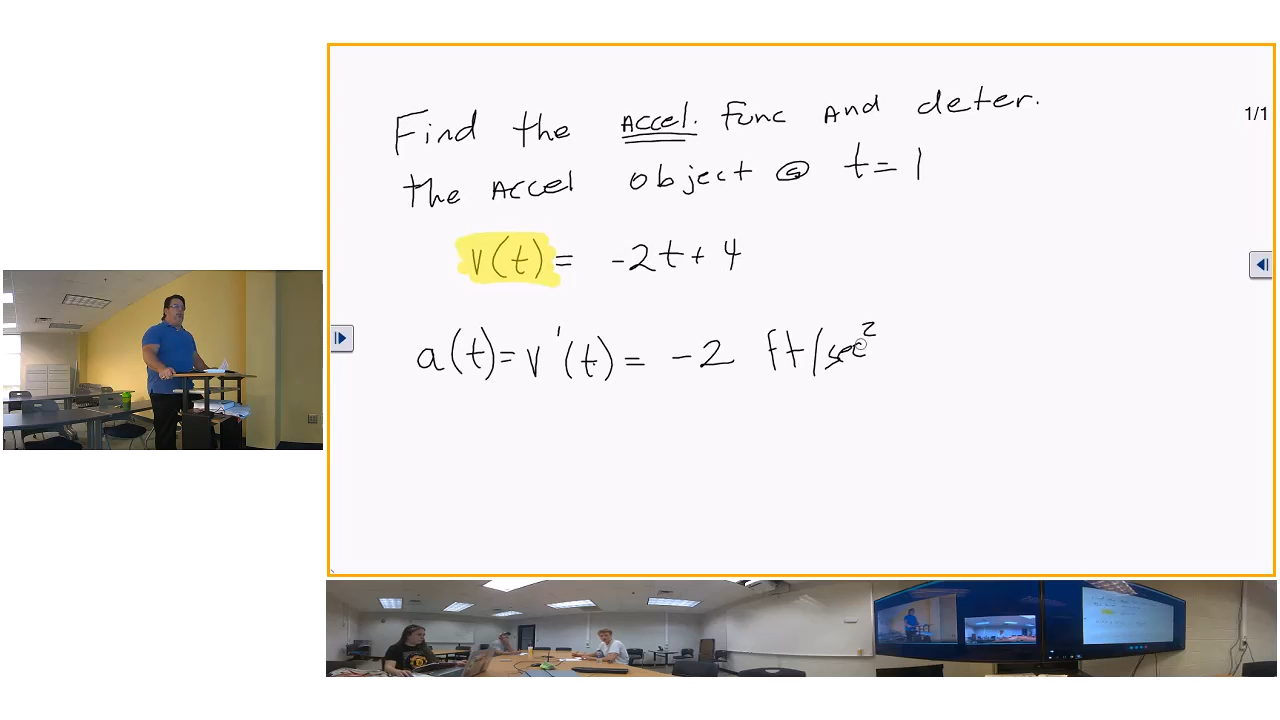 Find the Accel. func And deter.
the Accel object @ t = 1
v(t) = -2t + 4
a(t) = v'(t) = -2 ft/sec²
1/1